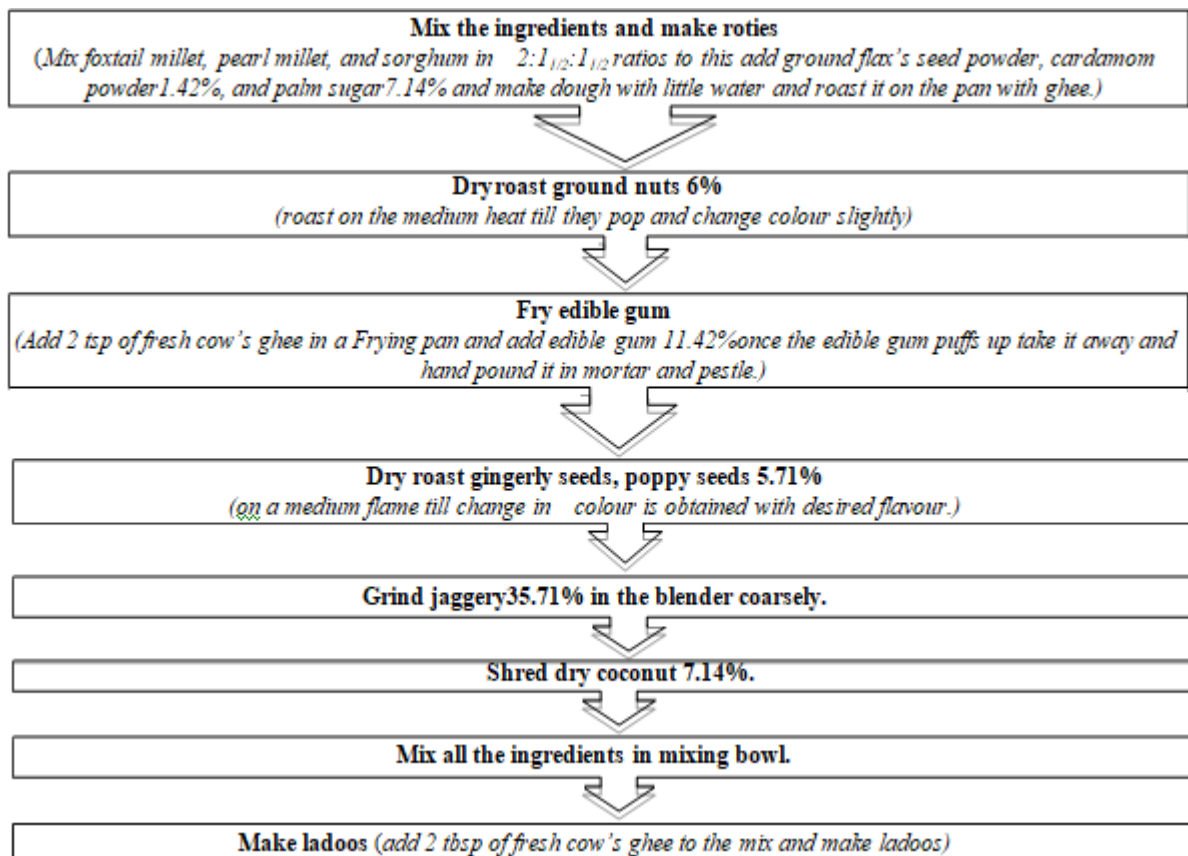 Mix the ingredients and make roties
(Mix foxtail millet, pearl millet, and sorghum in 2:11/2:11/2 ratios to this add ground flax's seed powder, cardamom
powder1.42%, and palm sugar7.14% and make dough with little water and roast it on the pan with ghee.)
Dry roast ground nuts 6%
(roast on the medium heat till they pop and change colour slightly)
Fry edible gum
(Add 2 tsp of fresh cow's ghee in a Frying pan and add edible gum 11.42%once the edible gum puffs up take it away and
hand pound it in mortar and pestle.)
Dry roast gingerly seeds, poppy seeds 5.71%
(on a medium flame till change in colour is obtained with desired flavour.)
Grind jaggery35.71% in the blender coarsely.
Shred dry coconut 7.14%.
Mix all the ingredients in mixing bowl.
Make ladoos (add 2 tbsp of fresh cow's ghee to the mix and make ladoos)